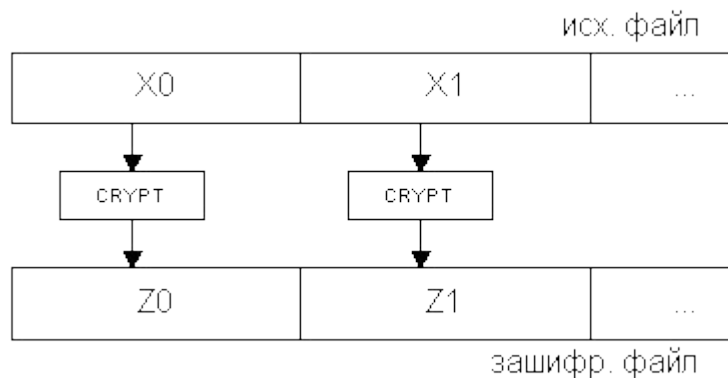 исх. файл
X0 X1 ...
CRYPT CRYPT
Z0 Z1 ...
зашифр. файл